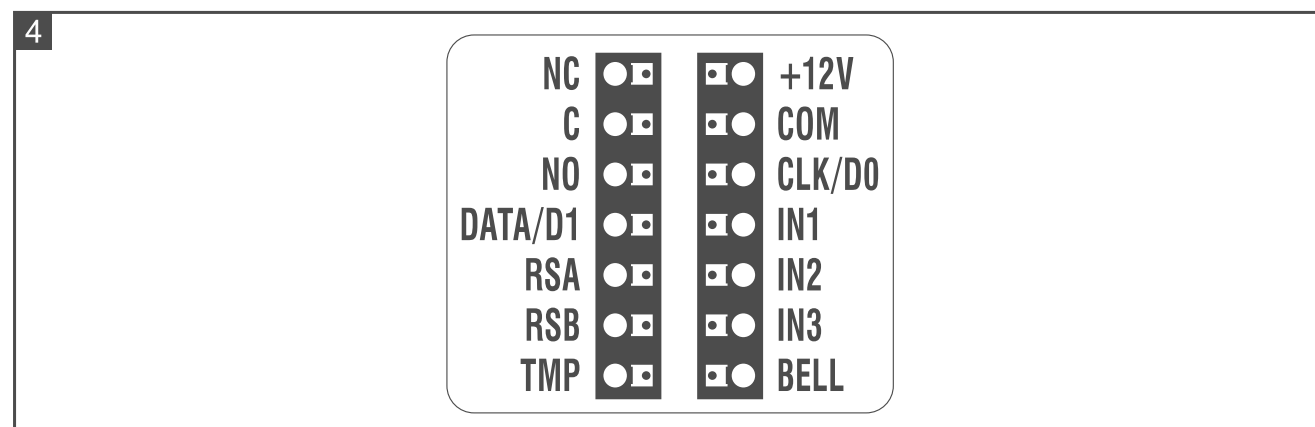 4
NC +12V
C COM
NO CLK/D0
DATA/D1 IN1
RSA IN2
RSB IN3
TMP BELL